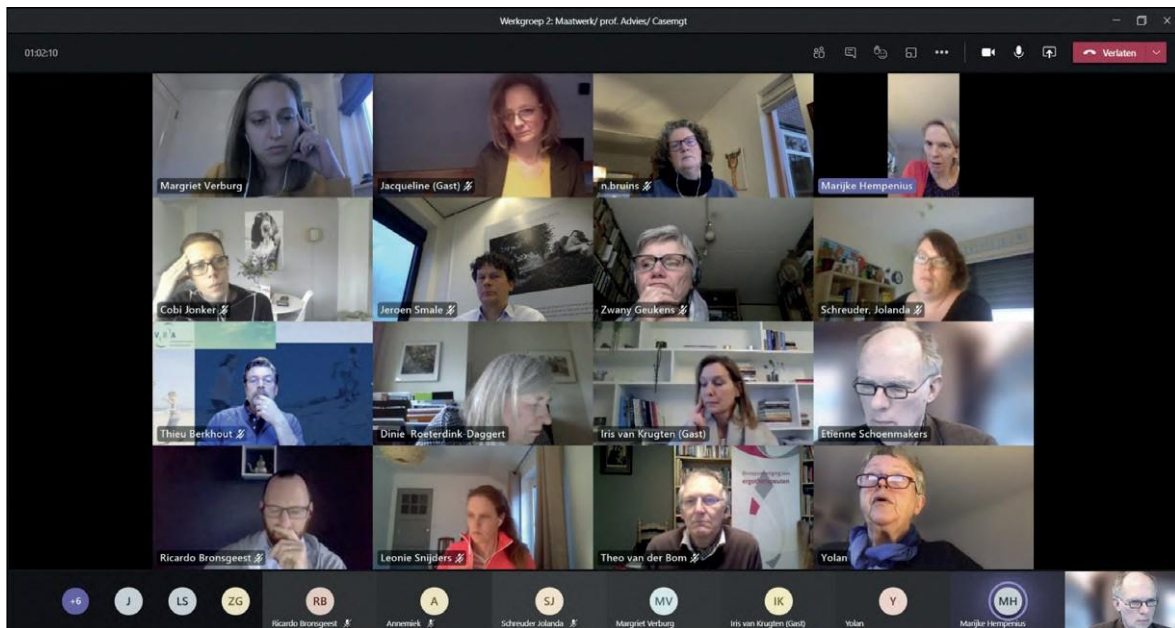 Werkgroep 2: Maatwerk/ prof. Advies/ Casemgt
01:02:10
Verlaten
Margriet Verburg
Jacqueline (Gast)
n.bruins
Marijke Hempenius
Cobi Jonker
Jeroen Smale
Zwany Geukens
Schreuder, Jolanda
Thieu Berkhout
Dinie Roeterdink-Daggert
Iris van Krugten (Gast)
Etienne Schoenmakers
ergotherapeuten
Ricardo Bronsgeest
Leonie Snijders
Theo van der Bom
Yolan
+6
J
LS
ZG
RB
A
SJ
MV
IK
Y
MH
Ricardo Bronsgeest
Annemiek
Schreuder Jolanda
Margriet Verburg
Iris van Krugten (Gast)
Yolan
Marijke Hempenius